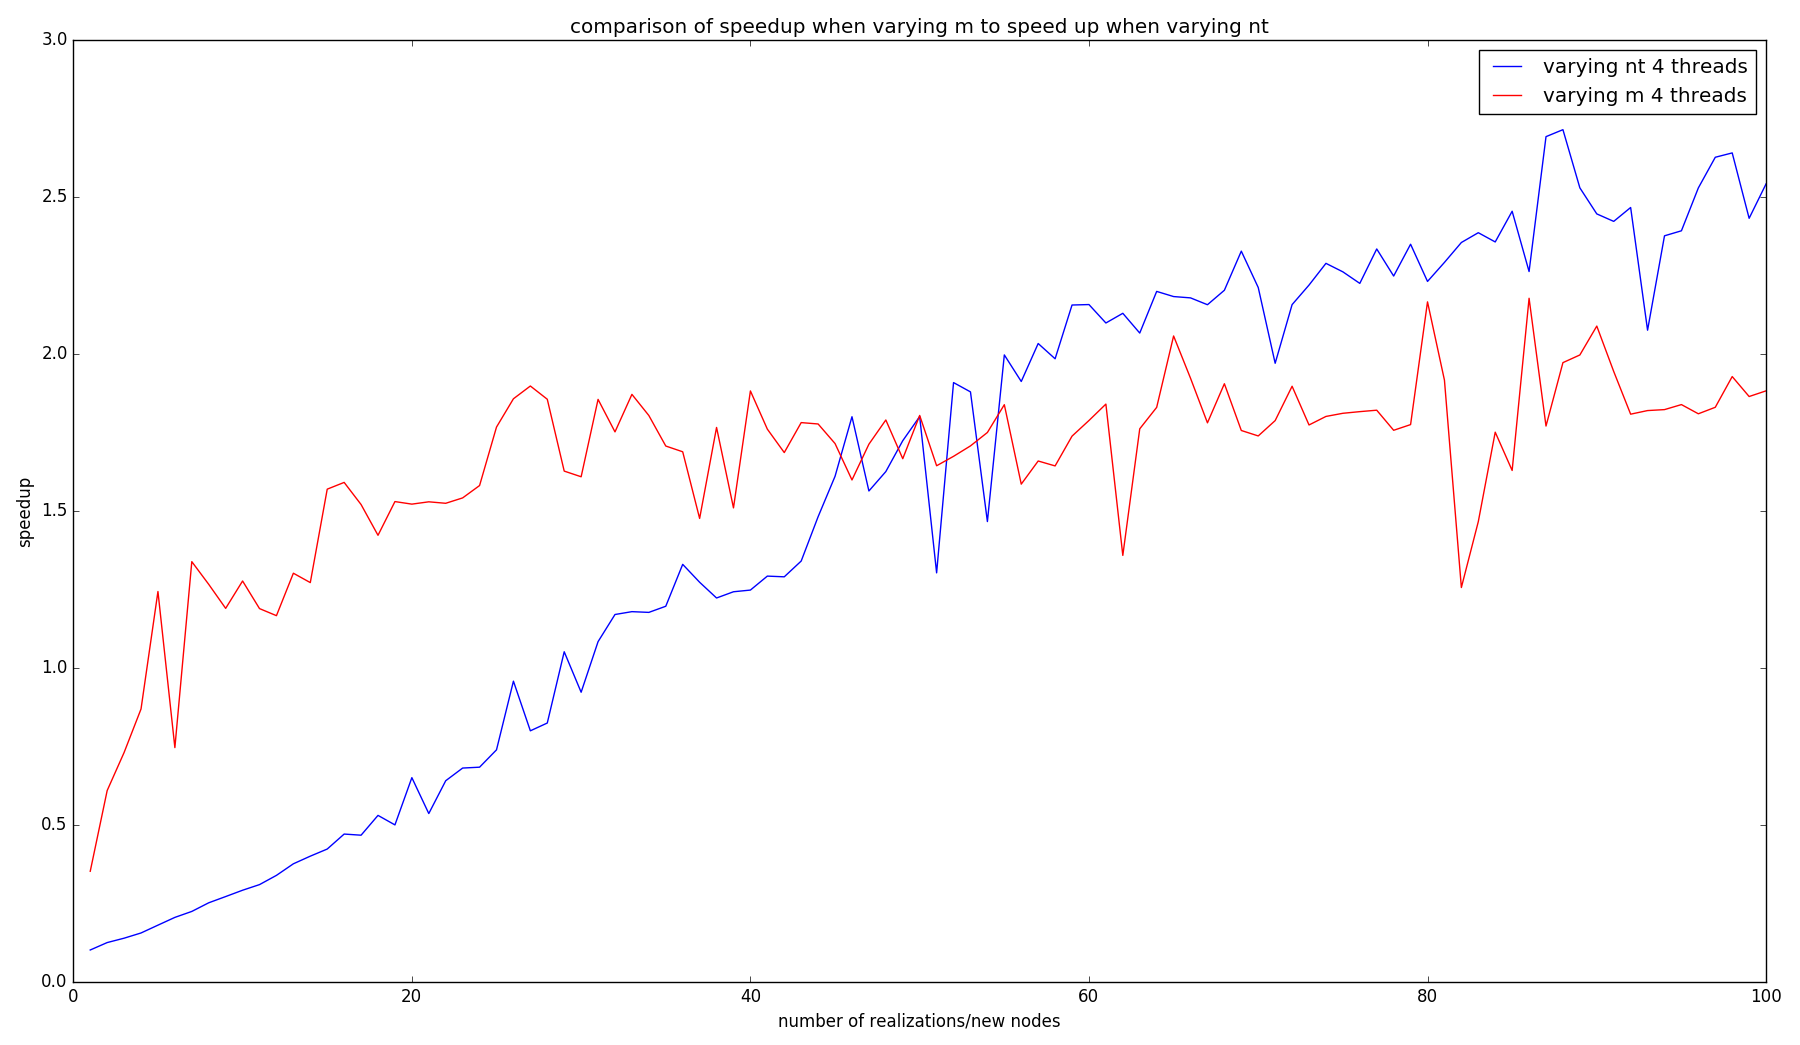 comparison of speedup when varying m to speed up when varying nt
varying nt 4 threads
varying m 4 threads
3.0
2.5
2.0
1.5
1.0
0.5
0.0
speedup
0 20 40 60 80 100
number of realizations/new nodes